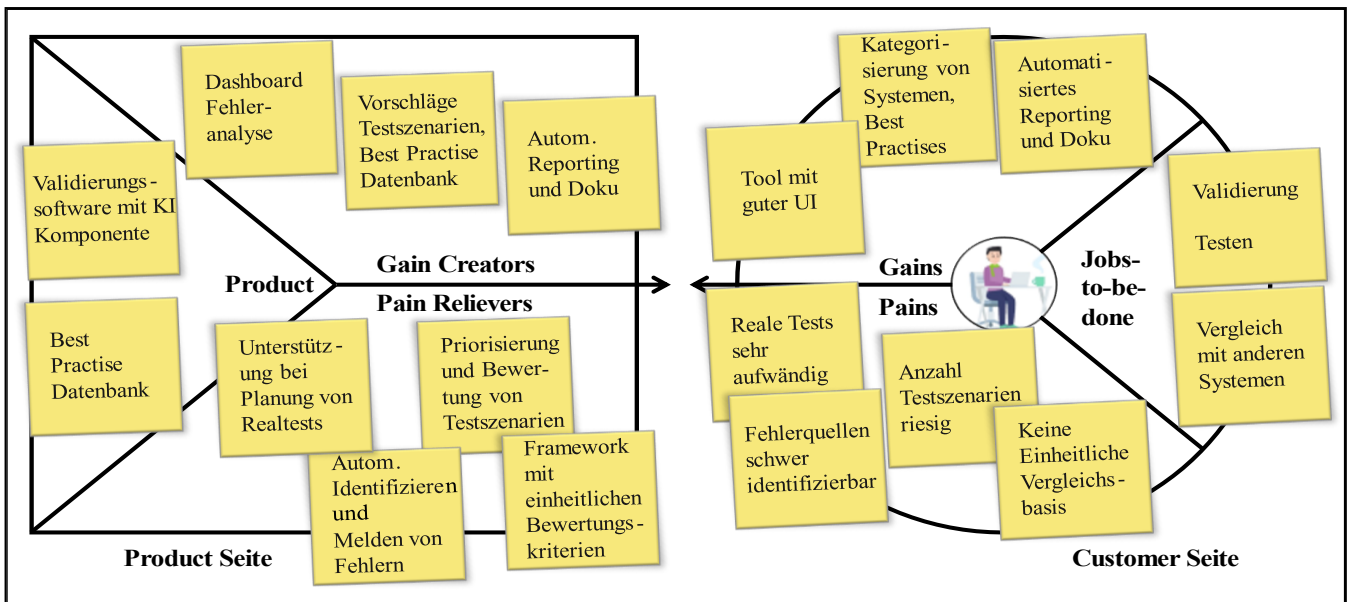 Dashboard
Fehler-
analyse
Vorschläge
Testszenarien,
Best Practise
Datenbank
Autom.
Reporting
und Doku
Validierungs-
software mit KI
Komponente
Best
Practise
Datenbank
Product
Gain Creators
Pain Relievers
Unterstütz-
ung bei
Planung von
Realtests
Priorisierung
und Bewer-
tung von
Testszenarien
Autom.
Identifizieren
und
Melden von
Fehlern
Framework
mit
einheitlichen
Bewertungs-
kriterien
Product Seite
Kategori-
sierung von
Systemen,
Best
Practises
Automati-
siertes
Reporting
und Doku
Tool mit
guter UI
Validierung
Testen
Gains
Pains
Jobs-
to-be-
done
Vergleich
mit anderen
Systemen
Reale Tests
sehr
aufwändig
Anzahl
Testszenarien
riesig
Fehlerquellen
schwer
identifizierbar
Keine
Einheitliche
Vergleichs-
basis
Customer Seite